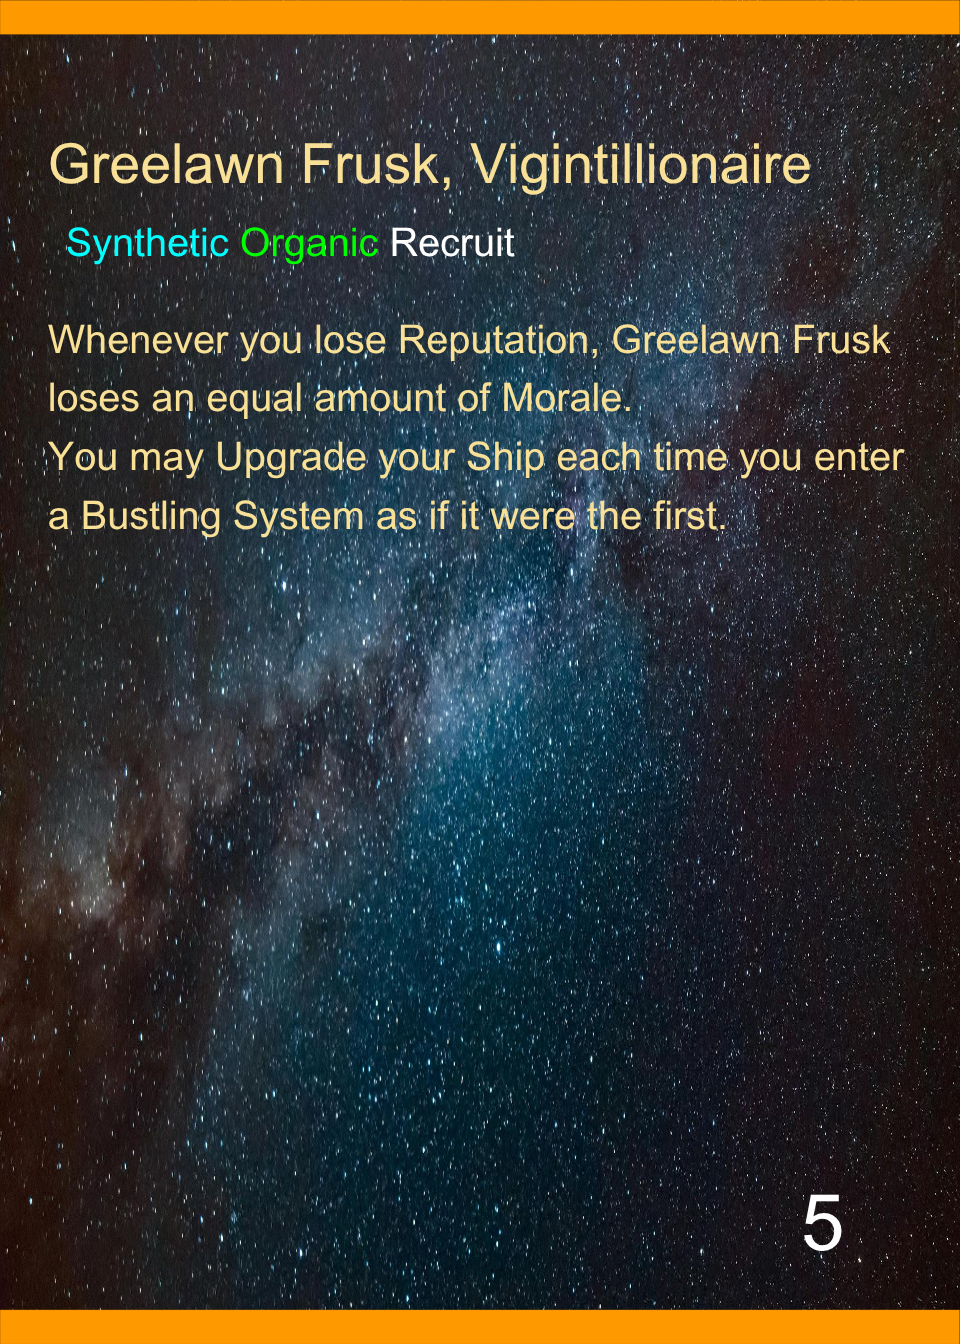 Greelawn Frusk, Vigintillionaire
Synthetic Organic Recruit
Whenever you lose Reputation, Greelawn Frusk
loses an equal amount of Morale.
You may Upgrade your Ship each time you enter
a Bustling System as if it were the first.
5